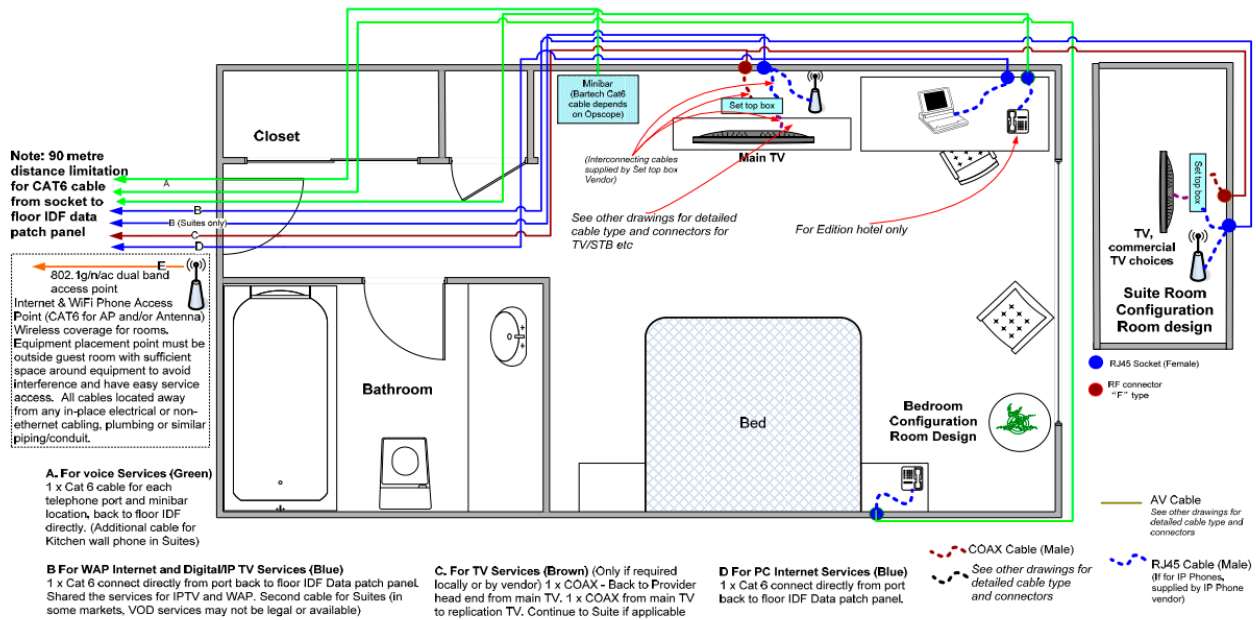 Minibar
(Bartech Cat6
cable depends
on Opscope)
Closet
Set top box
Main TV
(Interconnecting cables
supplied by Set top box
Vendor)
See other drawings for detailed
cable type and connectors for
TV/STB etc
For Edition hotel only
Note: 90 metre
distance limitation
for CAT6 cable
from socket to
floor IDF data
patch panel
A
B
B (Suites only)
C
D
E
802.1g/n/ac dual band
access point
Internet & WiFi Phone Access
Point (CAT6 for AP and/or Antenna)
Wireless coverage for rooms.
Equipment placement point must be
outside guest room with sufficient
space around equipment to avoid
interference and have easy service
access. All cables located away
from any in-place electrical or non-
ethernet cabling, plumbing or similar
piping/conduit.
Bathroom
Bed
Bedroom
Configuration
Room Design
Set top box
TV,
commercial
TV choices
Suite Room
Configuration
Room design
RJ45 Socket (Female)
RF connector
"F" type
A. For voice Services (Green)
1 x Cat 6 cable for each
telephone port and minibar
location, back to floor IDF
directly. (Additional cable for
Kitchen wall phone in Suites)
B For WAP Internet and Digital/IP TV Services (Blue)
1 x Cat 6 connect directly from port back to floor IDF Data patch panel.
Shared the services for IPTV and WAP. Second cable for Suites (in
some markets, VOD services may not be legal or available)
C. For TV Services (Brown) (Only if required
locally or by vendor) 1 x COAX - Back to Provider
head end from main TV. 1 x COAX from main TV
to replication TV. Continue to Suite if applicable
D For PC Internet Services (Blue)
1 x Cat 6 connect directly from port
back to floor IDF Data patch panel.
COAX Cable (Male)
See other drawings for
detailed cable type
and connectors
AV Cable
See other drawings for
detailed cable type and
connectors
RJ45 Cable (Male)
(If for IP Phones,
supplied by IP Phone
vendor)